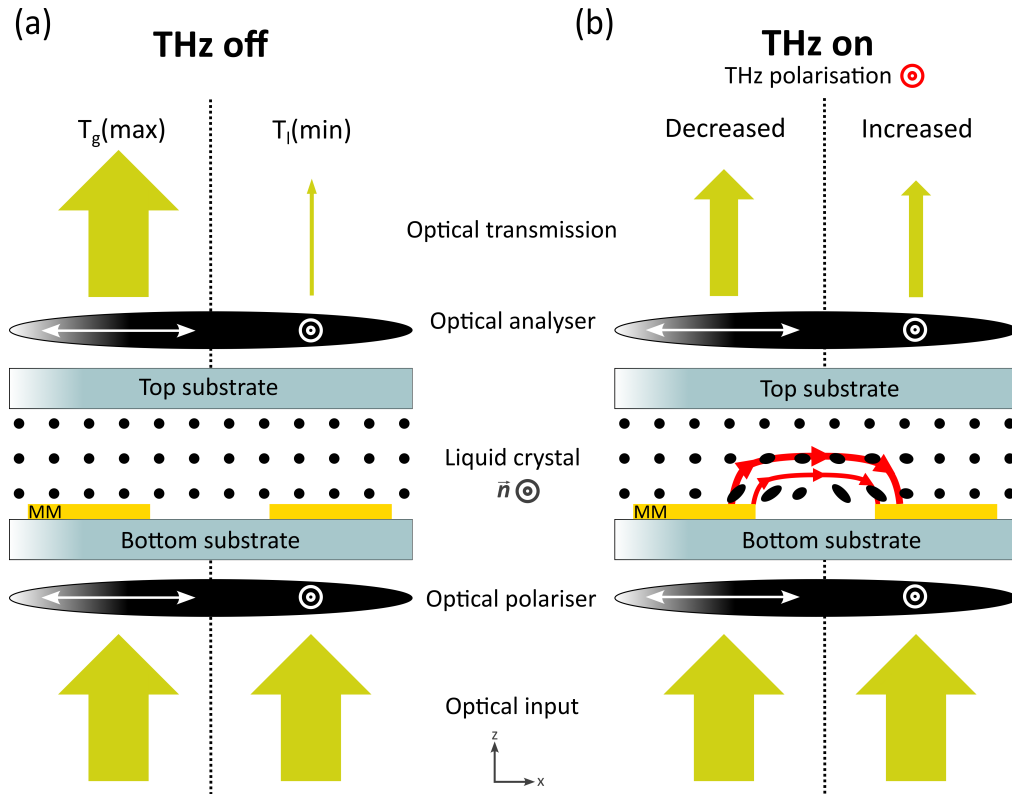 (a)
THz off
Tg(max)
Tl(min)
(b)
THz on
THz polarisation
Decreased
Increased
Optical transmission
Optical analyser
Top substrate
Top substrate
Liquid crystal
n
MM
MM
Bottom substrate
Bottom substrate
Optical polariser
Optical input
z
x